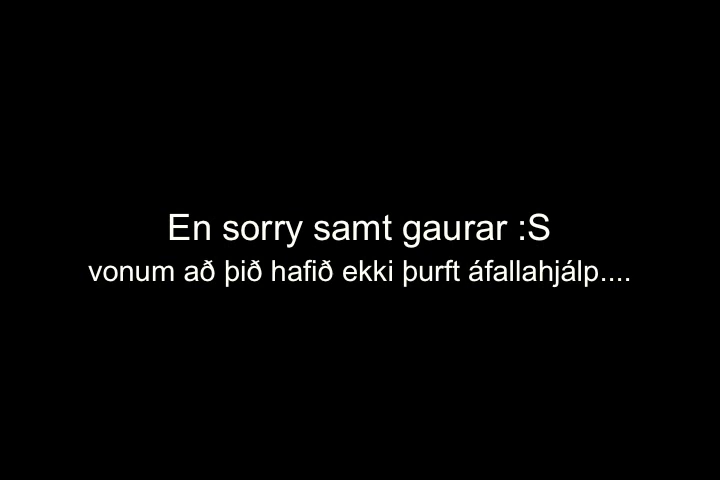 En sorry samt gaurar :S
vonum að þið hafið ekki þurft áfallahjálp....